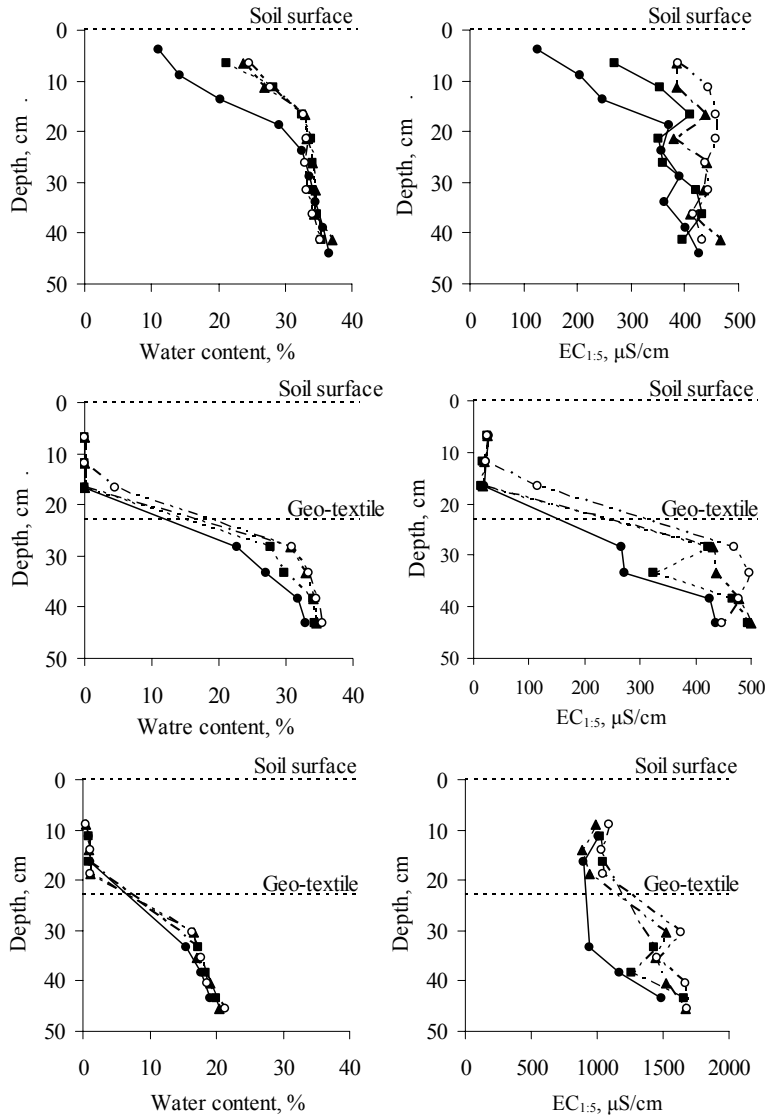 Soil surface
0
10
20
30
40
50
Depth, cm .
0 10 20 30 40
Water content, %
Soil surface
0
10
20
30
40
50
Depth, cm .
0 100 200 300 400 500
EC1:5, μS/cm
Soil surface
0
10
20
30
40
50
Depth, cm .
Geo-textile
0 10 20 30 40
Watre content, %
Soil surface
0
10
20
30
40
50
Depth, cm
Geo-textile
0 100 200 300 400 500
EC1:5, μS/cm
Soil surface
0
10
20
30
40
50
Depth, cm
Geo-textile
0 10 20 30 40
Water content, %
Soil surface
0
10
20
30
40
50
Depth, cm
Geo-textile
0 500 1000 1500 2000
EC1:5, μS/cm